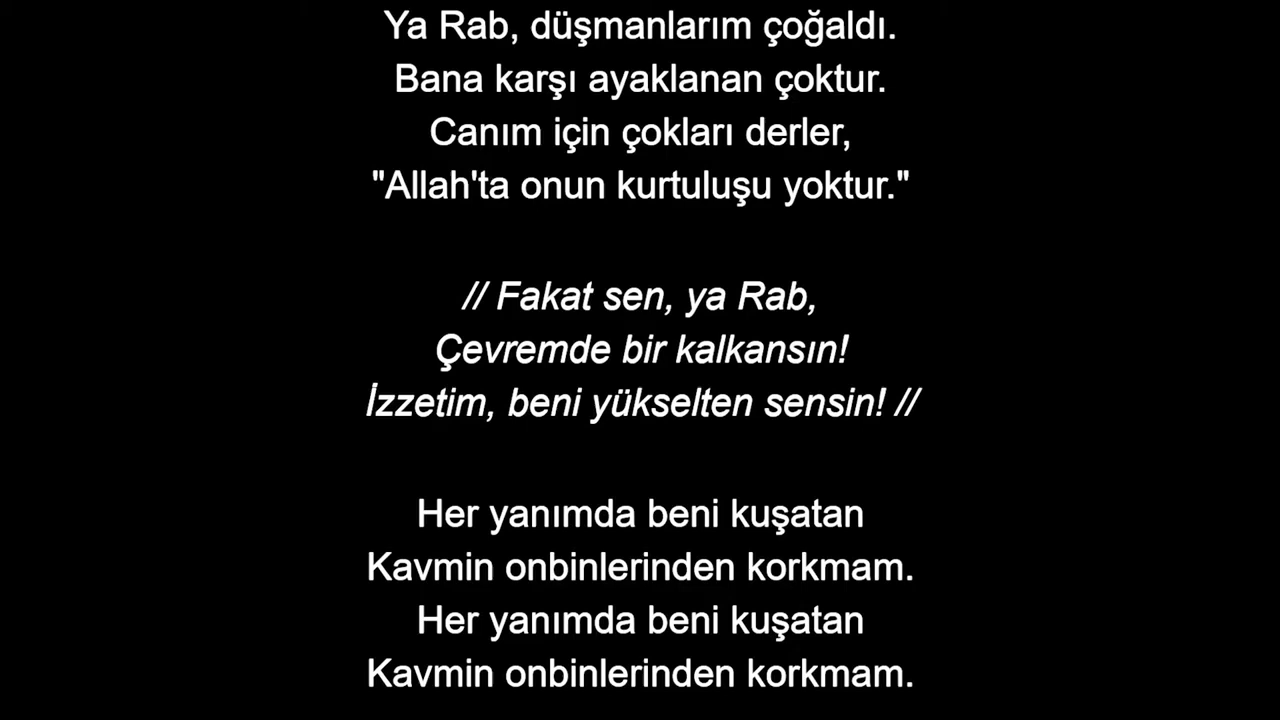 Ya Rab, düşmanlarım çoğaldı.
Bana karşı ayaklanan çoktur.
Canım için çokları derler,
"Allah'ta onun kurtuluşu yoktur."
// Fakat sen, ya Rab,
Çevremde bir kalkansın!
İzzetim, beni yükselten sensin! //
Her yanımda beni kuşatan
Kavmin onbinlerinden korkmam.
Her yanımda beni kuşatan
Kavmin onbinlerinden korkmam.